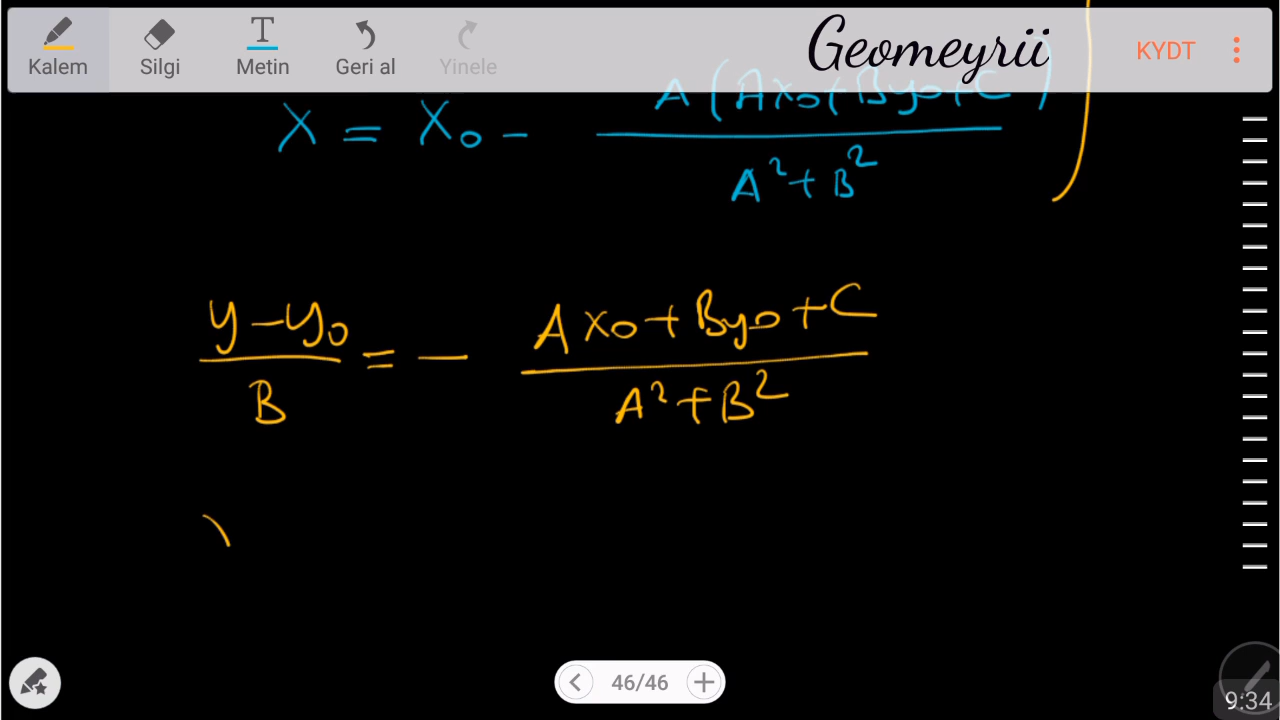 Kalem Silgi Metin Geri al Yinele Geomeyrii KYDT
A(Ax₀+By₀+C)
X = X₀ -
A²+B²
y-y₀ = - Ax₀+By₀+C
B A²+B²
46/46
9:34